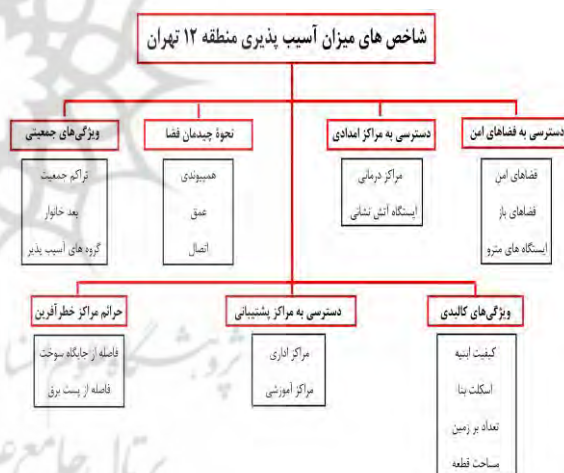 شاخص های میزان آسیب پذیری منطقه ۱۲ تهران
دسترسی به فضاهای امن
فضاهای امن
فضاهای باز
ایستگاه های مترو
دسترسی به مراکز امدادی
مراکز درمانی
ایستگاه آتش نشانی
نحوهٔ چیدمان فضا
همپیوندی
عمق
اتصال
ویژگی‌های جمعیتی
تراکم جمعیت
بعد خانوار
گروه های آسیب پذیر
ویژگی‌های کالبدی
کیفیت ابنیه
اسکلت بنا
تعداد بر زمین
مساحت قطعه
دسترسی به مراکز پشتیبانی
مراکز اداری
مراکز آموزشی
حرائم مراکز خطرآفرین
فاصله از جایگاه سوخت
فاصله از پست برق